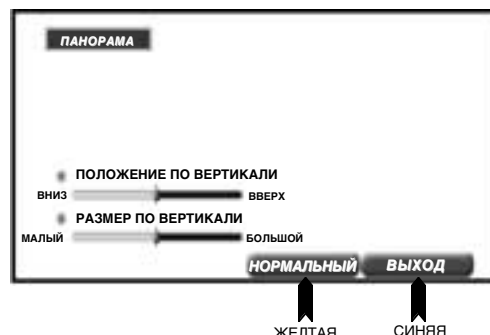 ПАНОРАМА
ПОЛОЖЕНИЕ ПО ВЕРТИКАЛИ
ВНИЗ ВВЕРХ
РАЗМЕР ПО ВЕРТИКАЛИ
МАЛЫЙ БОЛЬШОЙ
НОРМАЛЬНЫЙ ВЫХОД
ЖЕЛТАЯ СИНЯЯ